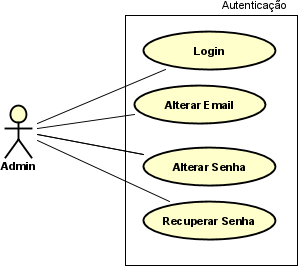 Autenticação
Login
Alterar Email
Admin
Alterar Senha
Recuperar Senha